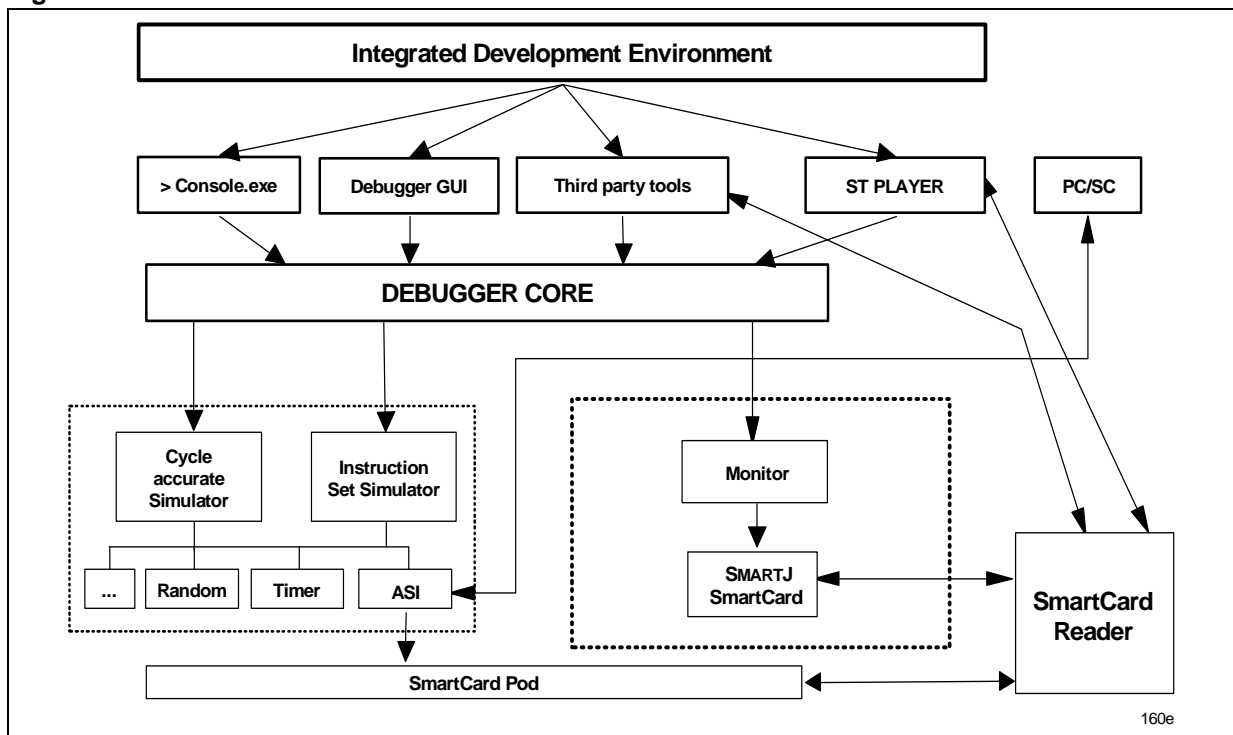 Integrated Development Environment
> Console.exe
Debugger GUI
Third party tools
ST PLAYER
PC/SC
DEBUGGER CORE
Cycle
accurate
Simulator
Instruction
Set Simulator
Monitor
...
Random
Timer
ASI
SMARTJ
SmartCard
SmartCard
Reader
SmartCard Pod
160e